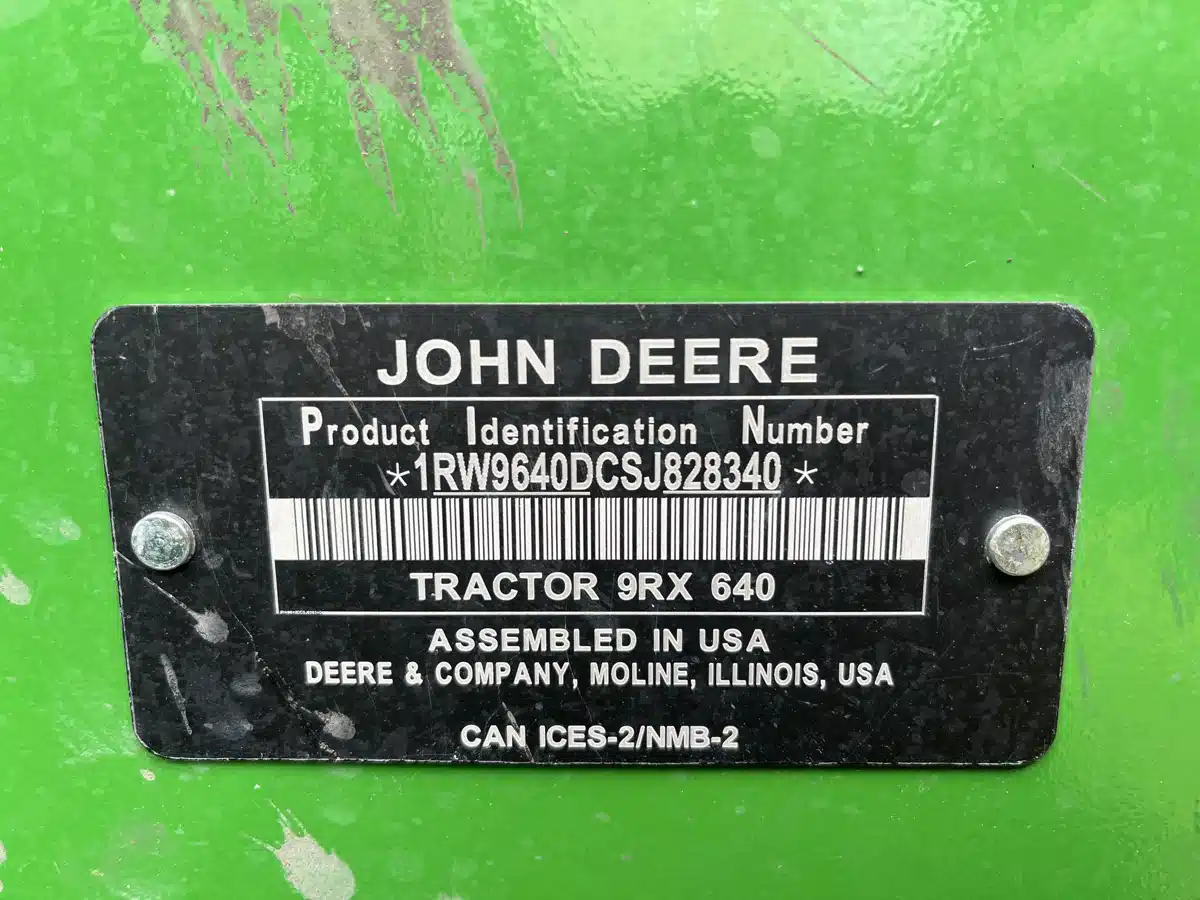 JOHN DEERE
Product Identification Number
*1RW9640DCSJ828340*
TRACTOR 9RX 640
ASSEMBLED IN USA
DEERE & COMPANY, MOLINE, ILLINOIS, USA
CAN ICES-2/NMB-2